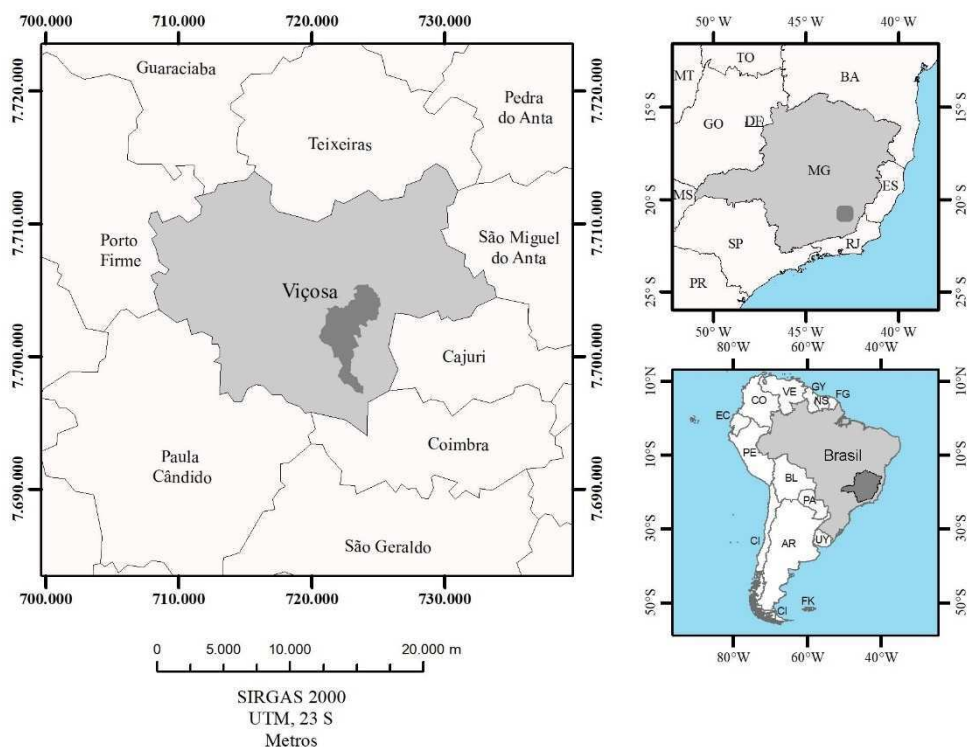 700.000 710.000 720.000 730.000
7.720.000
7.710.000
7.700.000
7.690.000
Guaraciaba
Pedra
do Anta
Teixeiras
Porto
Firme
São Miguel
do Anta
Viçosa
Cajuri
Coimbra
Paula
Cândido
São Geraldo
7.720.000
7.710.000
7.700.000
7.690.000
700.000 710.000 720.000 730.000
0 5.000 10.000 20.000 m
SIRGAS 2000
UTM, 23 S
Metros
50°W 45°W 40°W
15°S
20°S
25°S
TO
MT
BA
GO
DF
MG
MS
ES
SP
RJ
PR
15°S
20°S
25°S
50°W 45°W 40°W
80°W 60°W 40°W
10°N
10°S
30°S
50°S
VE
GY
FG
CO
NS
EC
Brasil
PE
BL
PA
CI
AR
UY
FK
CI
10°N
10°S
30°S
50°S
80°W 60°W 40°W